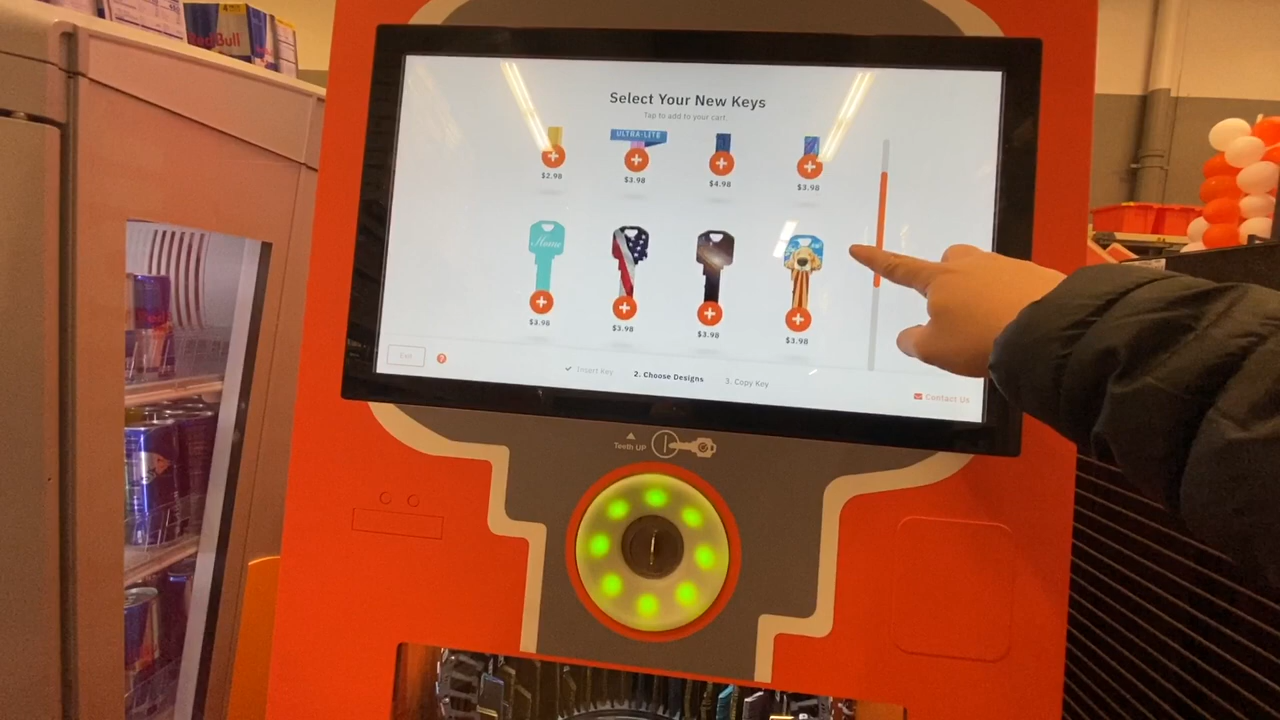 RedBull
Select Your New Keys
Tap to add to your cart.
ULTRA-LITE
$2.98
$3.98
$4.98
$3.98
Home
$3.98
$3.98
$3.98
$3.98
Exit
?
Insert Key
2. Choose Designs
3. Copy Key
Contact Us
Teeth UP